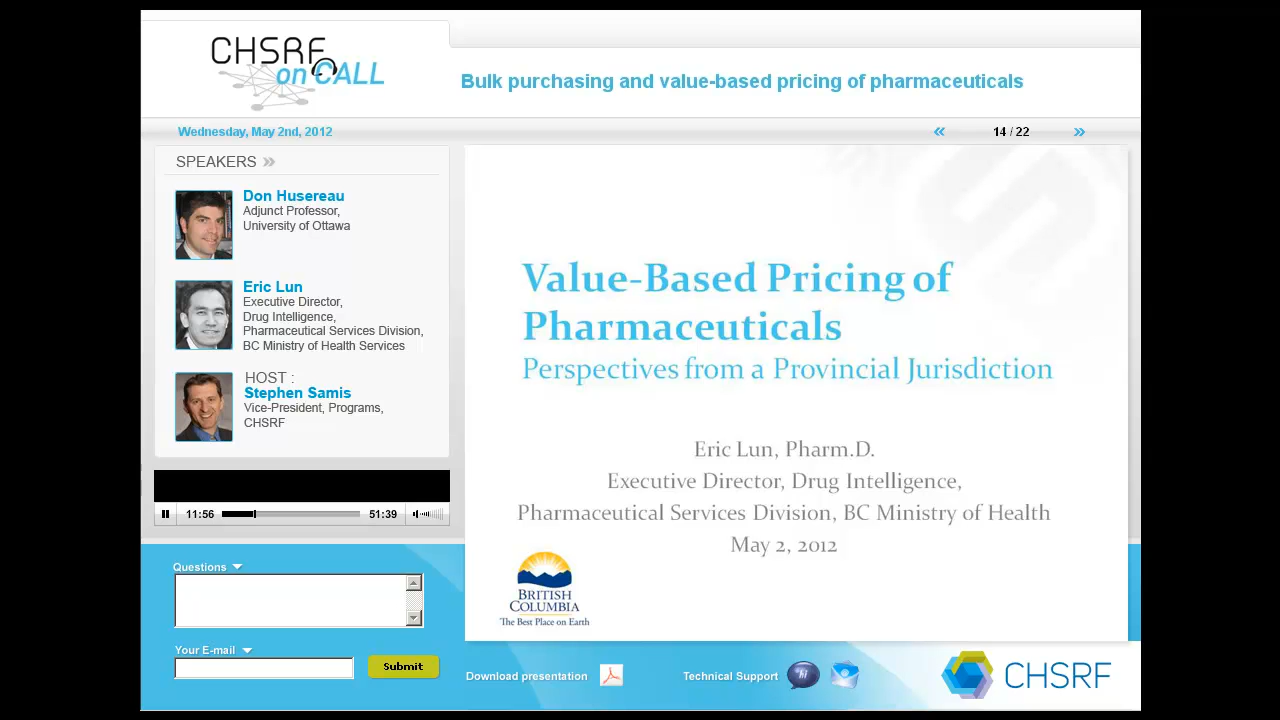 CHSRF
on CALL
Bulk purchasing and value-based pricing of pharmaceuticals
Wednesday, May 2nd, 2012
« 14 / 22 »
SPEAKERS »
Don Husereau
Adjunct Professor,
University of Ottawa
Eric Lun
Executive Director,
Drug Intelligence,
Pharmaceutical Services Division,
BC Ministry of Health Services
HOST :
Stephen Samis
Vice-President, Programs,
CHSRF
11:56 51:39
Questions
Your E-mail
Submit
Value-Based Pricing of
Pharmaceuticals
Perspectives from a Provincial Jurisdiction
Eric Lun, Pharm.D.
Executive Director, Drug Intelligence,
Pharmaceutical Services Division, BC Ministry of Health
May 2, 2012
BRITISH
COLUMBIA
The Best Place on Earth
Download presentation
Technical Support
hi
CHSRF